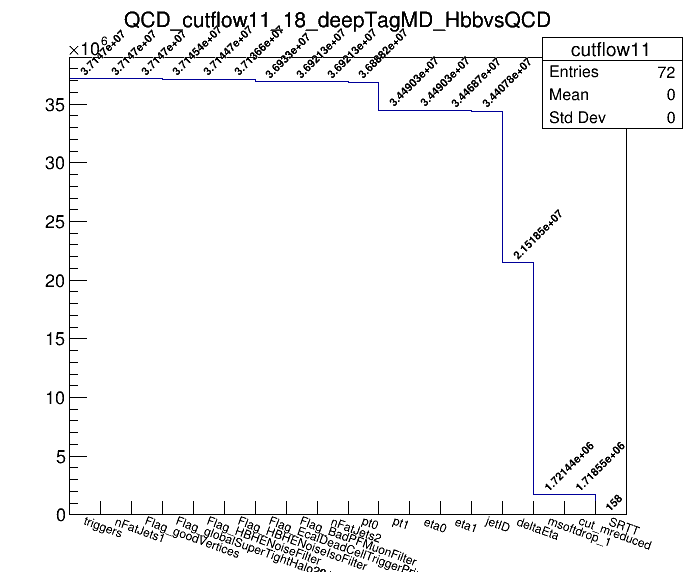 QCD_cutflow11_18_deepTagMD_HbbvsQCD
×10⁶
cutflow11
Entries 72
Mean 0
Std Dev 0
3.7147e+07
3.7147e+07
3.7147e+07
3.71454e+07
3.71447e+07
3.71366e+07
3.6933e+07
3.69213e+07
3.69213e+07
3.68882e+07
3.44903e+07
3.44903e+07
3.44687e+07
3.44078e+07
2.15185e+07
1.72144e+06
1.71855e+06
158
35
30
25
20
15
10
5
0
triggers
nFatJets1
Flag_goodVertices
Flag_globalSuperTightHalo
Flag_HBHENoiseFilter
Flag_HBHENoiseIsoFilter
Flag_EcalDeadCellTriggerPri
Flag_BadPFMuonFilter
nFatJets2
pt0
pt1
eta0
eta1
jetID
deltaEta
msoftdrop_1
cut_mreduced
SRTT